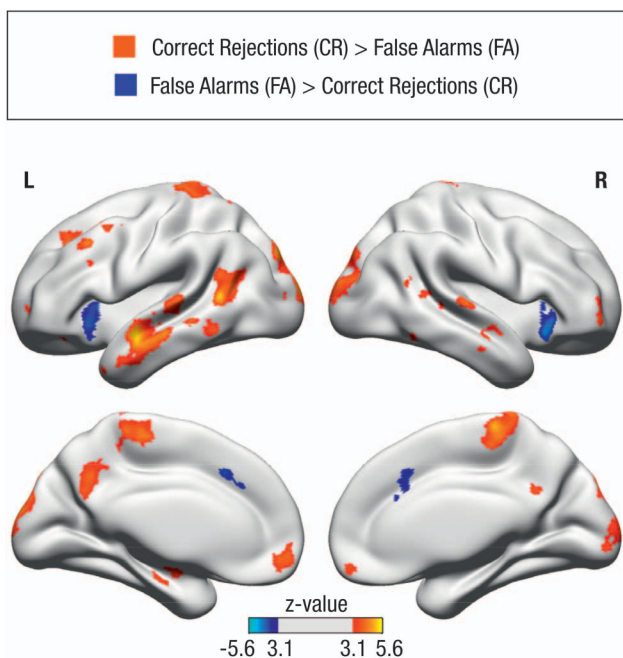 Correct Rejections (CR) > False Alarms (FA)
False Alarms (FA) > Correct Rejections (CR)
L
R
z-value
-5.6 3.1 3.1 5.6